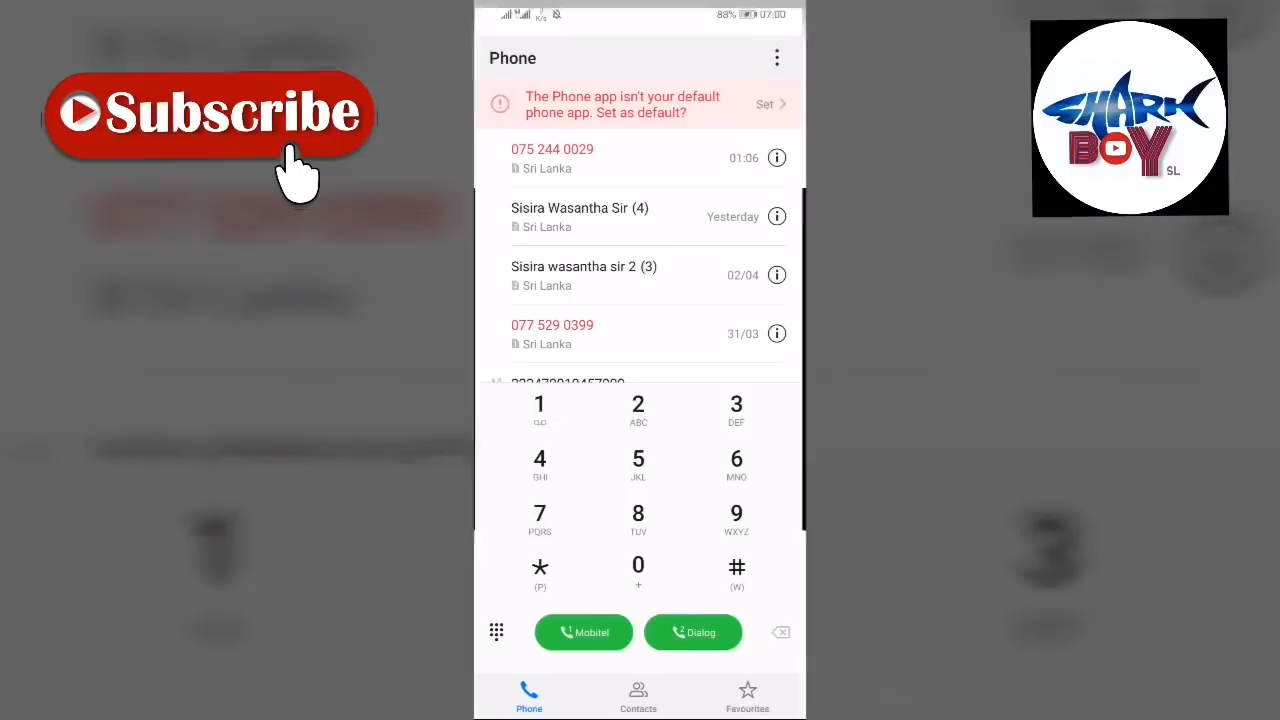 Subscribe
SHARK
BOY
SL
K/s
88%
07:00
Phone
The Phone app isn't your default
phone app. Set as default?
Set
075 244 0029
Sri Lanka
01:06
Sisira Wasantha Sir (4)
Sri Lanka
Yesterday
Sisira wasantha sir 2 (3)
Sri Lanka
02/04
077 529 0399
Sri Lanka
31/03
1
2
ABC
3
DEF
4
GHI
5
JKL
6
MNO
7
PQRS
8
TUV
9
WXYZ
*
(P)
0
+
#
(W)
1 Mobitel
2 Dialog
Phone
Contacts
Favourites